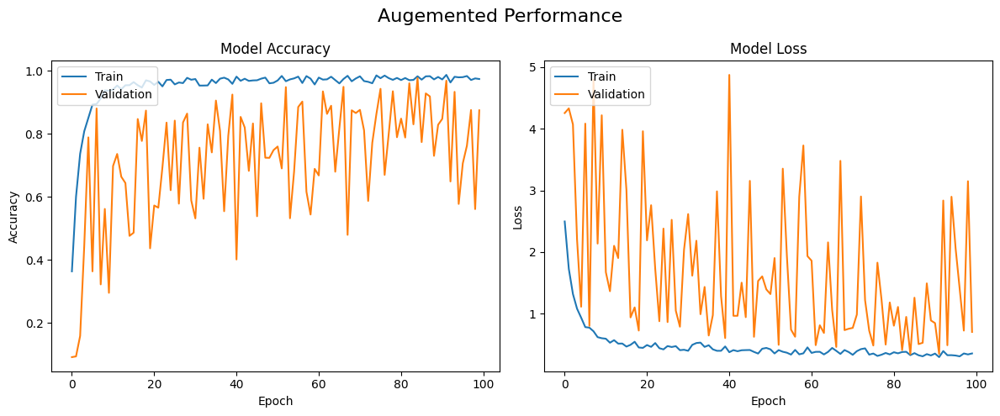 Augemented Performance
Model Accuracy
Train
Validation
1.0
0.8
0.6
0.4
0.2
Accuracy
0
20
40
60
80
100
Epoch
Model Loss
Train
Validation
5
4
3
2
1
Loss
0
20
40
60
80
100
Epoch